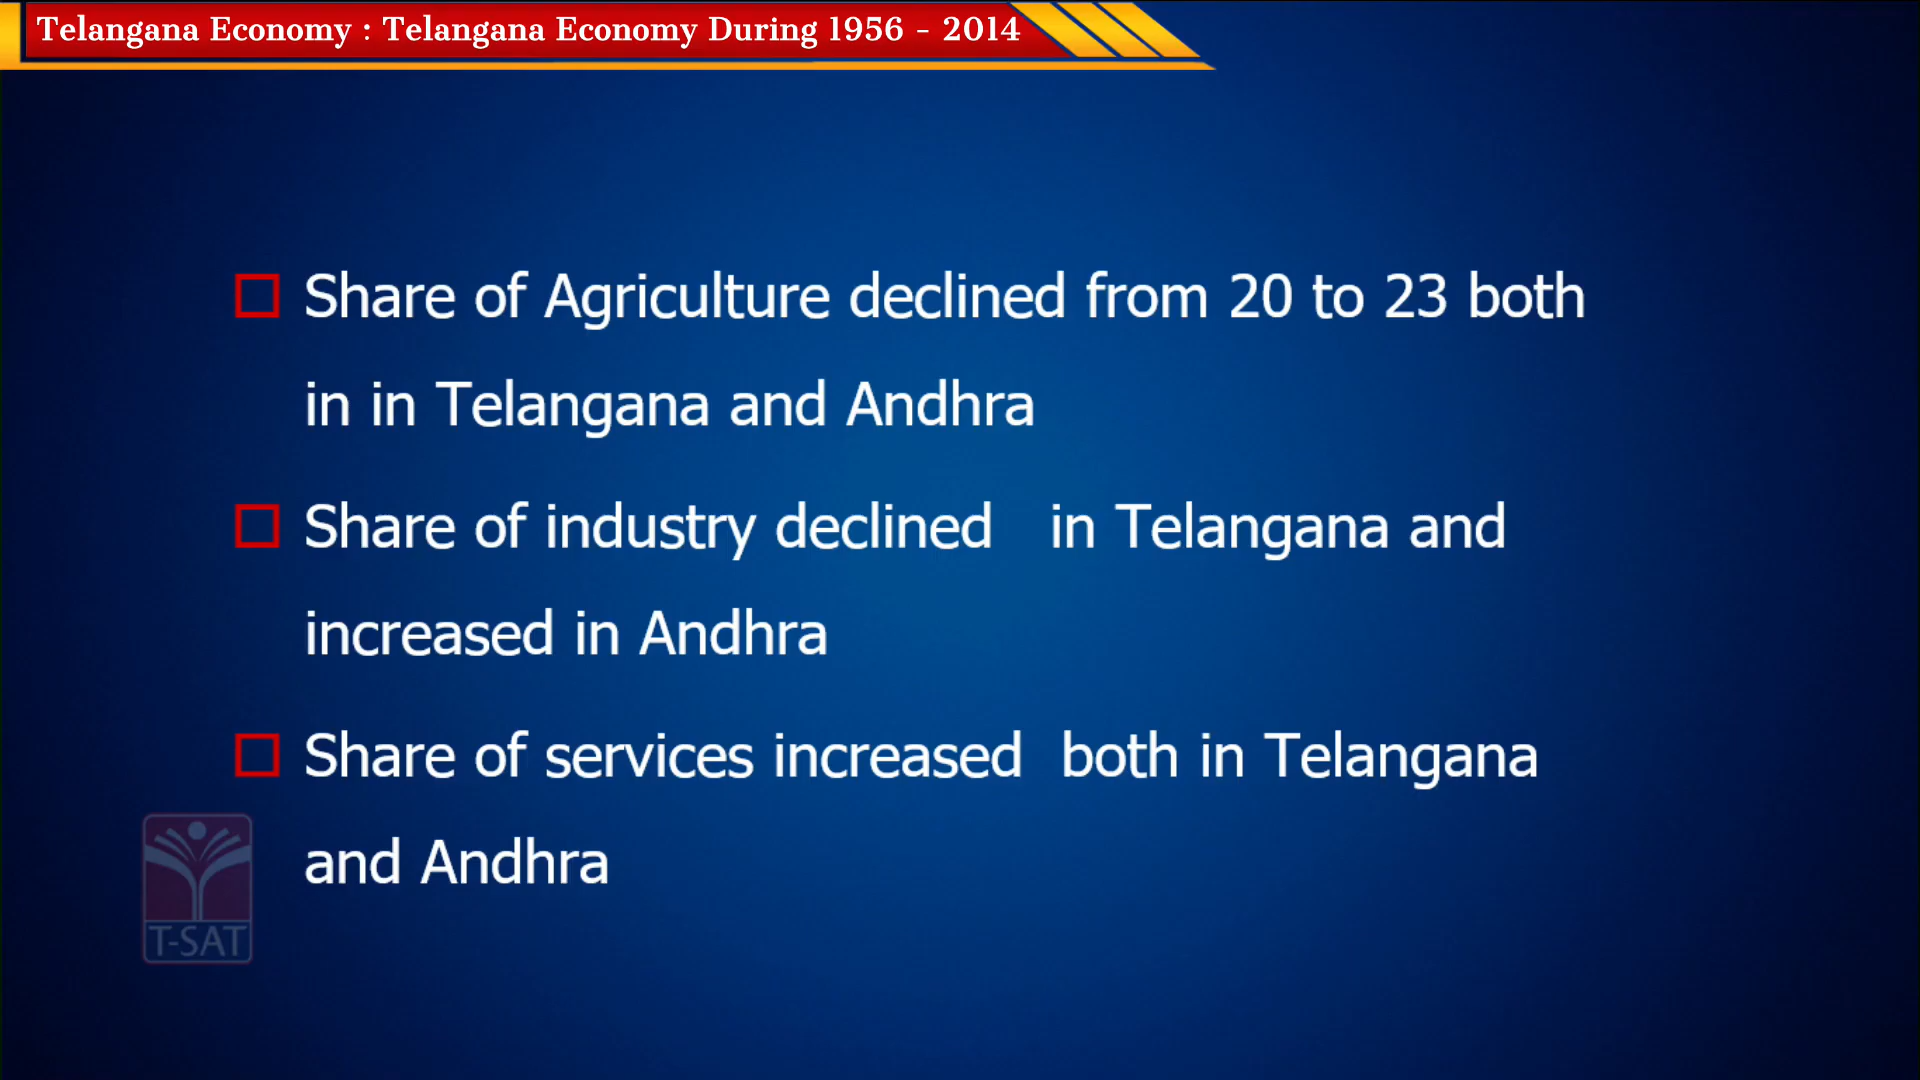 Telangana Economy : Telangana Economy During 1956 - 2014
Share of Agriculture declined from 20 to 23 both
in in Telangana and Andhra
Share of industry declined in Telangana and
increased in Andhra
Share of services increased both in Telangana
and Andhra
T-SAT